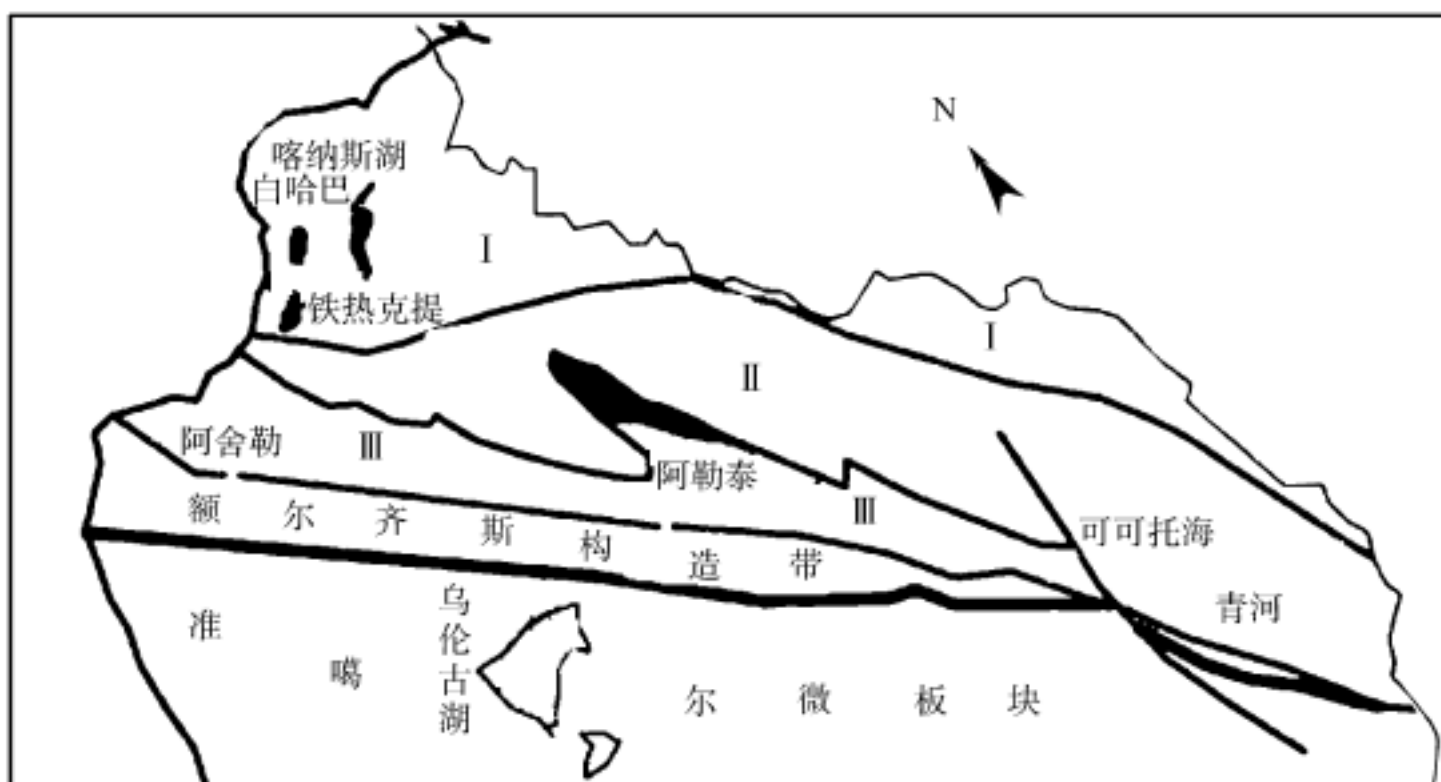 N
喀纳斯湖
白哈巴
Ⅰ
铁热克提
Ⅰ
Ⅱ
阿舍勒
Ⅲ
阿勒泰
Ⅲ
额尔齐斯构造带
可可托海
青河
乌伦古湖
准噶尔微板块